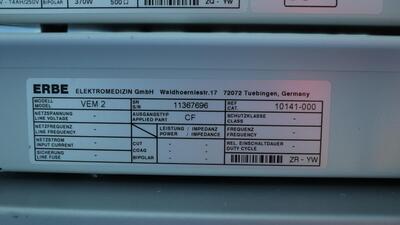 V - T4AH/250V BIPOLAR 370W 500 Ω ZQ - YW
ERBE ELEKTROMEDIZIN GmbH Waldhoernlestr.17 72072 Tuebingen, Germany
MODELL
MODEL VEM 2
SN
S/N 11367696
REF
CAT. 10141-000
NETZSPANNUNG
LINE VOLTAGE -
AUSGANGSTYP
APPLIED PART CF
SCHUTZKLASSE
CLASS -
NETZFREQUENZ
LINE FREQUENCY -
LEISTUNG / IMPEDANZ
POWER / IMPEDANCE
FREQUENZ
FREQUENCY -
NETZSTROM
INPUT CURRENT -
CUT - -
COAG - -
REL. EINSCHALTDAUER
DUTY CYCLE -
SICHERUNG
LINE FUSE -
BIPOLAR - -
ZR - YW